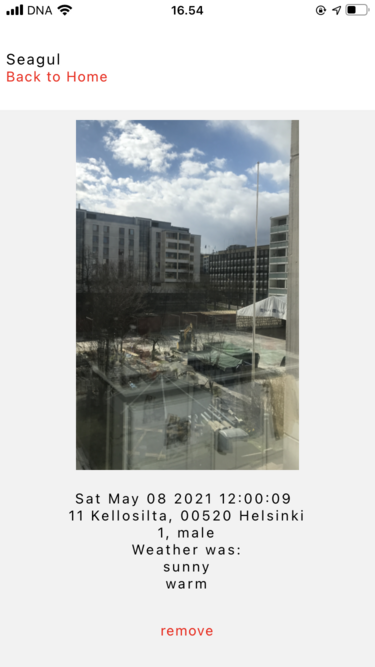 DNA
16.54
Seagul
Back to Home
Sat May 08 2021 12:00:09
11 Kellosilta, 00520 Helsinki
1, male
Weather was:
sunny
warm
remove